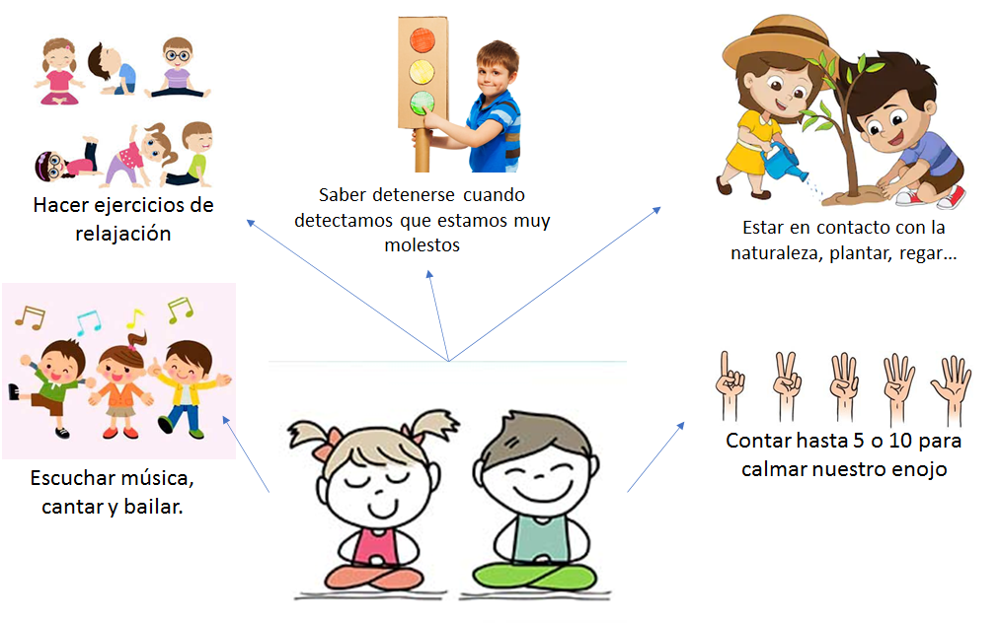 Hacer ejercicios de
relajación
Saber detenerse cuando
detectamos que estamos muy
molestos
Estar en contacto con la
naturaleza, plantar, regar...
Escuchar música,
cantar y bailar.
Contar hasta 5 o 10 para
calmar nuestro enojo